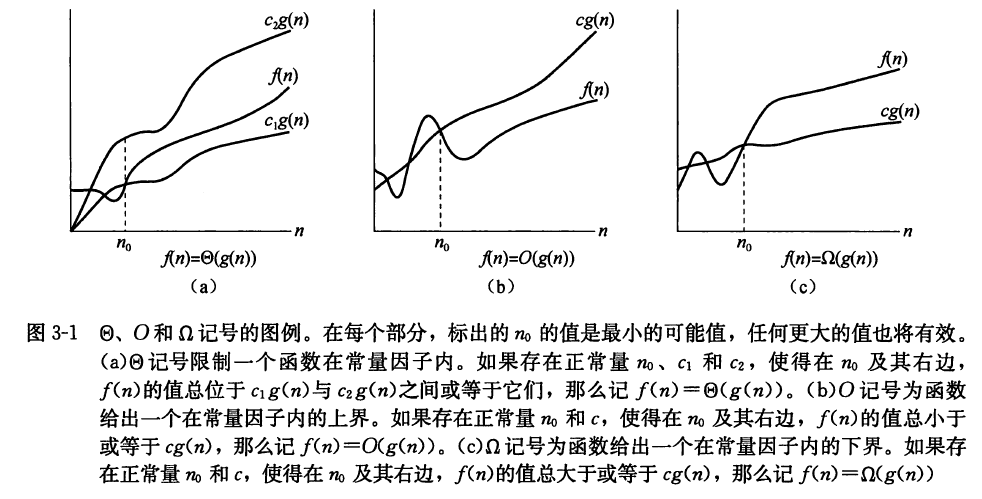 c₂g(n)
f(n)
c₁g(n)
n
n₀
f(n)=Θ(g(n))
(a)
cg(n)
f(n)
n
n₀
f(n)=O(g(n))
(b)
f(n)
cg(n)
n
n₀
f(n)=Ω(g(n))
(c)
图 3-1 Θ、O和Ω记号的图例。在每个部分，标出的 n₀ 的值是最小的可能值，任何更大的值也将有效。
(a)Θ记号限制一个函数在常量因子内。如果存在正常量 n₀、c₁ 和 c₂，使得在 n₀ 及其右边，
f(n)的值总位于 c₁g(n)与 c₂g(n)之间或等于它们，那么记 f(n)=Θ(g(n))。(b)O 记号为函数
给出一个在常量因子内的上界。如果存在正常量 n₀ 和 c，使得在 n₀ 及其右边，f(n)的值总小于
或等于 cg(n)，那么记 f(n)=O(g(n))。(c)Ω记号为函数给出一个在常量因子内的下界。如果存
在正常量 n₀ 和 c，使得在 n₀ 及其右边，f(n)的值总大于或等于 cg(n)，那么记 f(n)=Ω(g(n))